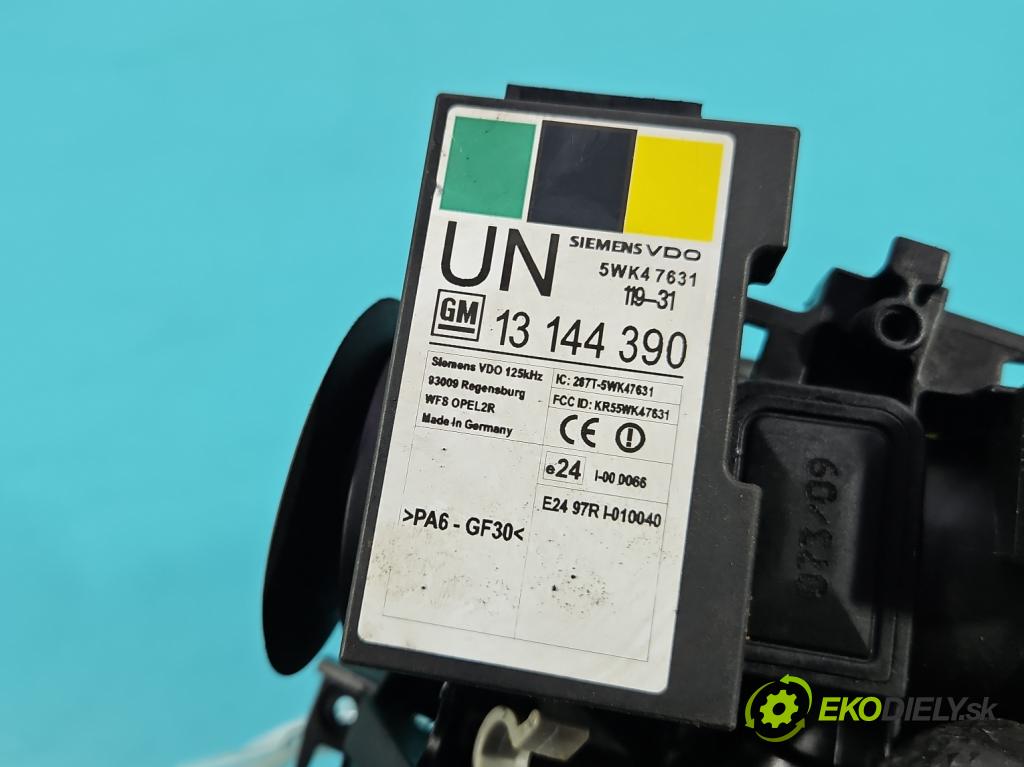 UN
SIEMENS VDO
5WK4 7631
119-31
GM 13 144 390
Siemens VDO 125kHz
93009 Regensburg
WFS OPEL2R
Made in Germany
IC: 267T-5WK47631
FCC ID: KR55WK47631
CE
e24 I-00 0066
E24 97R I-010040
>PA6 - GF30<
073/09
EKODIELY.sk